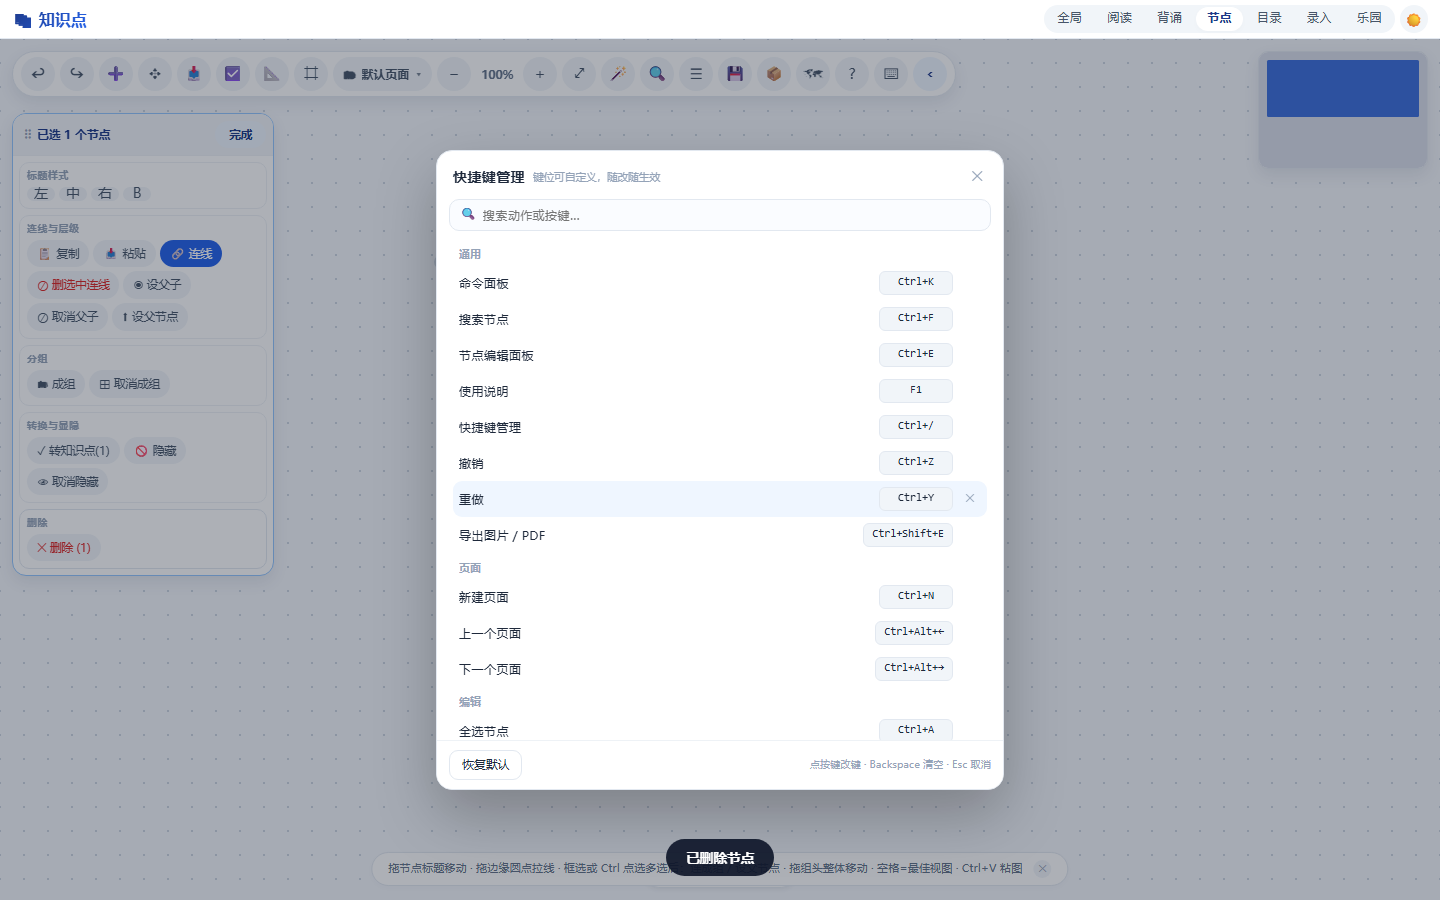 知识点
全局 阅读 背诵 节点 目录 录入 乐园
默认页面 − 100% + ?
已选 1 个节点 完成
标题样式
左 中 右 B
连线与层级
复制 粘贴 连线
删选中连线 设父子
取消父子 设父节点
分组
成组 取消成组
转换与显隐
转知识点(1) 隐藏
取消隐藏
删除
删除 (1)
快捷键管理 键位可自定义，随改随生效
搜索动作或按键...
通用
命令面板 Ctrl+K
搜索节点 Ctrl+F
节点编辑面板 Ctrl+E
使用说明 F1
快捷键管理 Ctrl+/
撤销 Ctrl+Z
重做 Ctrl+Y
导出图片 / PDF Ctrl+Shift+E
页面
新建页面 Ctrl+N
上一个页面 Ctrl+Alt+←
下一个页面 Ctrl+Alt+→
编辑
全选节点 Ctrl+A
恢复默认 点按键改键 · Backspace 清空 · Esc 取消
已删除节点
拖节点标题移动 · 拖边缘圆点拉线 · 框选或 Ctrl 点选多选 点 · 拖组头整体移动 · 空格=最佳视图 · Ctrl+V 粘图